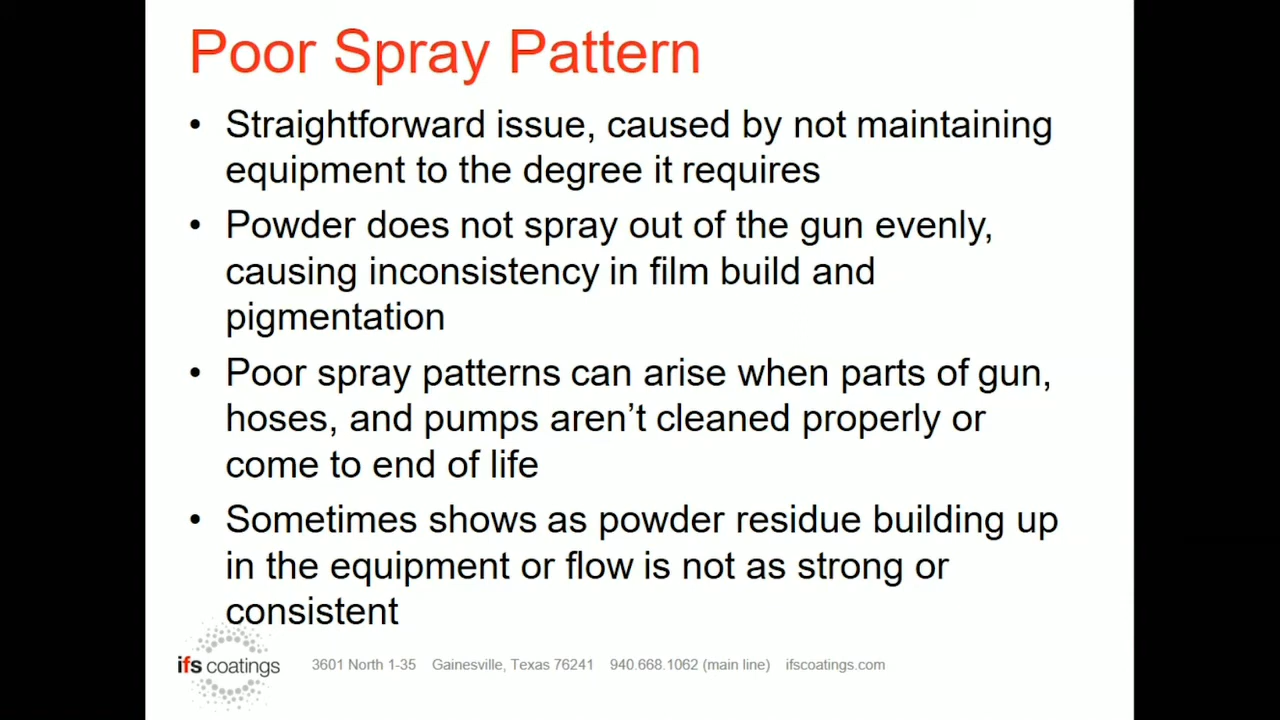 Poor Spray Pattern
• Straightforward issue, caused by not maintaining
equipment to the degree it requires
• Powder does not spray out of the gun evenly,
causing inconsistency in film build and
pigmentation
• Poor spray patterns can arise when parts of gun,
hoses, and pumps aren’t cleaned properly or
come to end of life
• Sometimes shows as powder residue building up
in the equipment or flow is not as strong or
consistent
ifs coatings 3601 North 1-35 Gainesville, Texas 76241 940.668.1062 (main line) ifscoatings.com